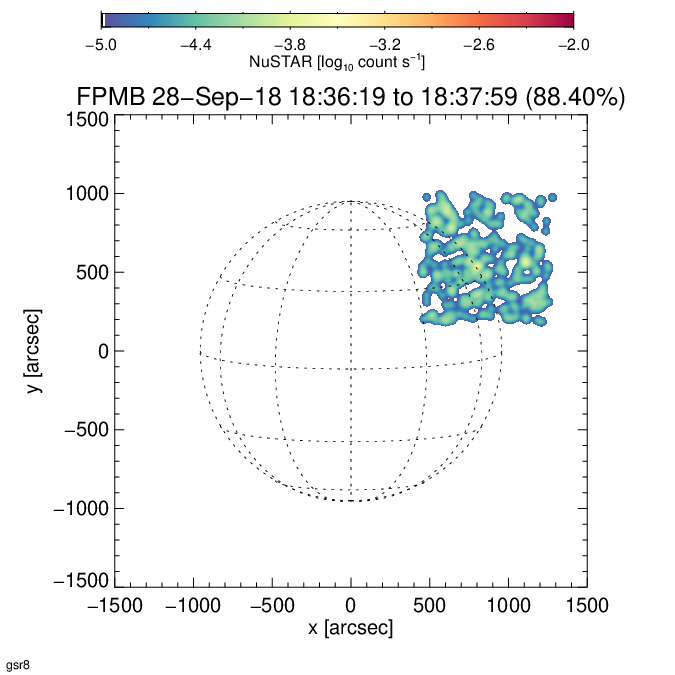 −5.0 −4.4 −3.8 −3.2 −2.6 −2.0
NuSTAR [log₁₀ count s⁻¹]
FPMB 28−Sep−18 18:36:19 to 18:37:59 (88.40%)
1500
1000
500
0
−500
−1000
−1500
y [arcsec]
−1500 −1000 −500 0 500 1000 1500
x [arcsec]
gsr8